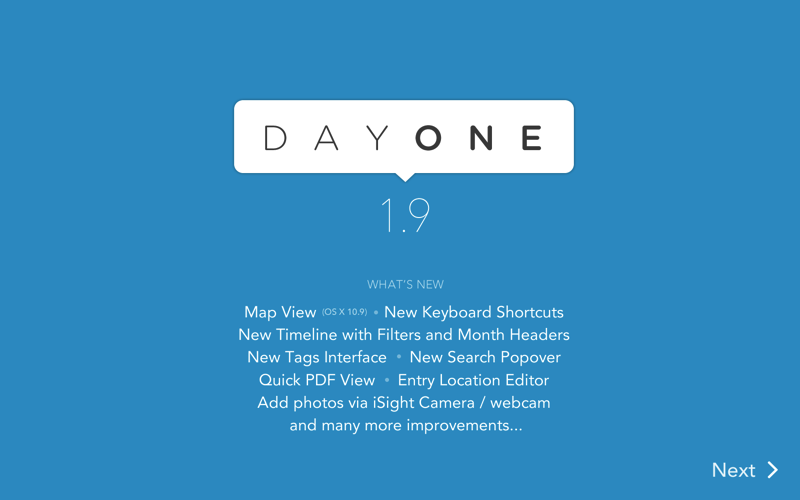 DAYONE
1.9
WHAT'S NEW
Map View (OS X 10.9) • New Keyboard Shortcuts
New Timeline with Filters and Month Headers
New Tags Interface • New Search Popover
Quick PDF View • Entry Location Editor
Add photos via iSight Camera / webcam
and many more improvements...
Next >